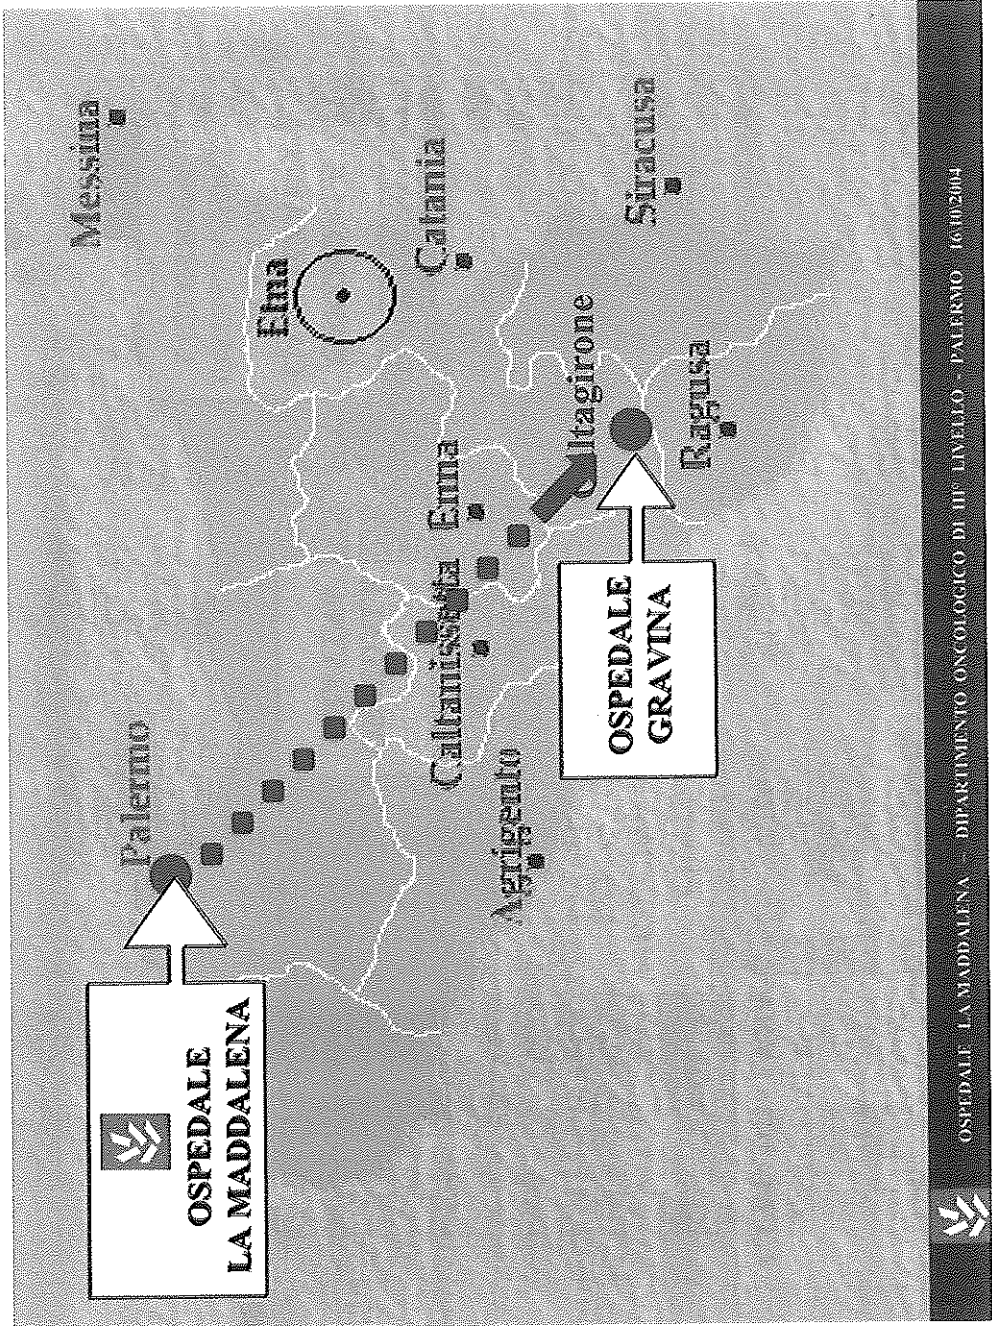 Messina
Palermo
Etna
OSPEDALE
LA MADDALENA
Catania
Enna
Caltanissetta
Agrigento
Caltagirone
Siracusa
OSPEDALE
GRAVINA
Ragusa
OSPEDALE LA MADDALENA DIPARTIMENTO ONCOLOGICO DI III° LIVELLO - PALERMO 16/10/2004